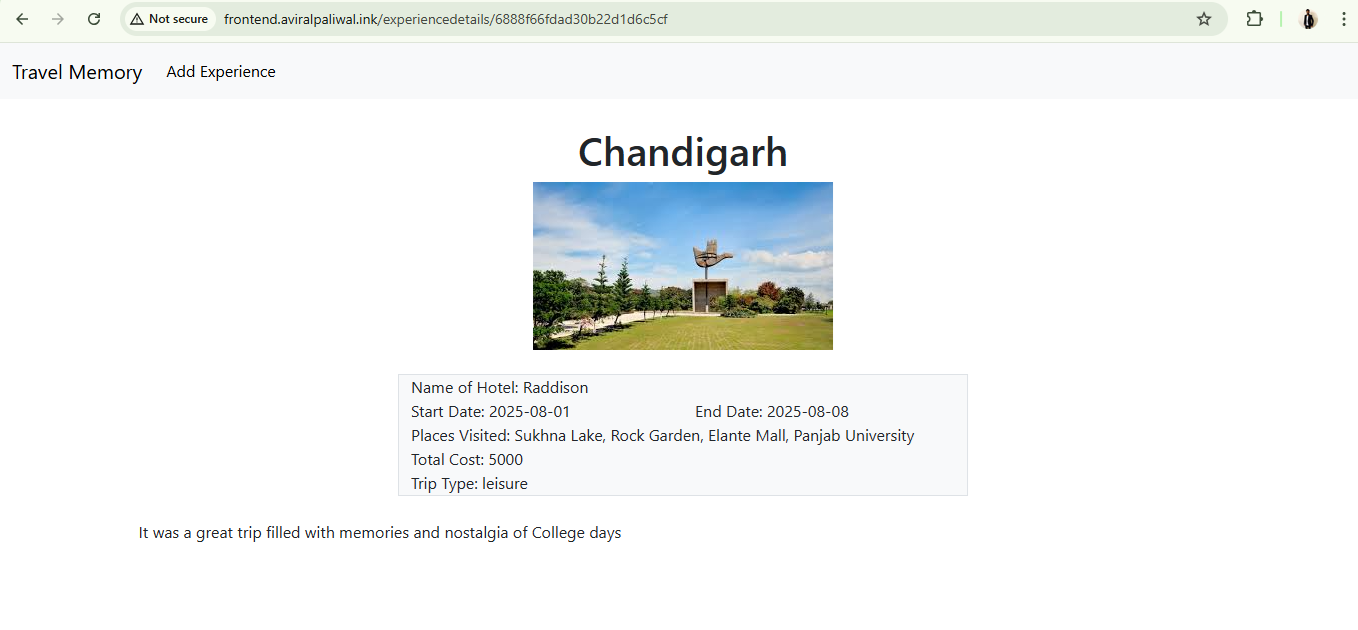 Not secure frontend.aviralpaliwal.ink/experiencedetails/6888f66fdad30b22d1d6c5cf
Travel Memory Add Experience
Chandigarh
Name of Hotel: Raddison
Start Date: 2025-08-01 End Date: 2025-08-08
Places Visited: Sukhna Lake, Rock Garden, Elante Mall, Panjab University
Total Cost: 5000
Trip Type: leisure
It was a great trip filled with memories and nostalgia of College days